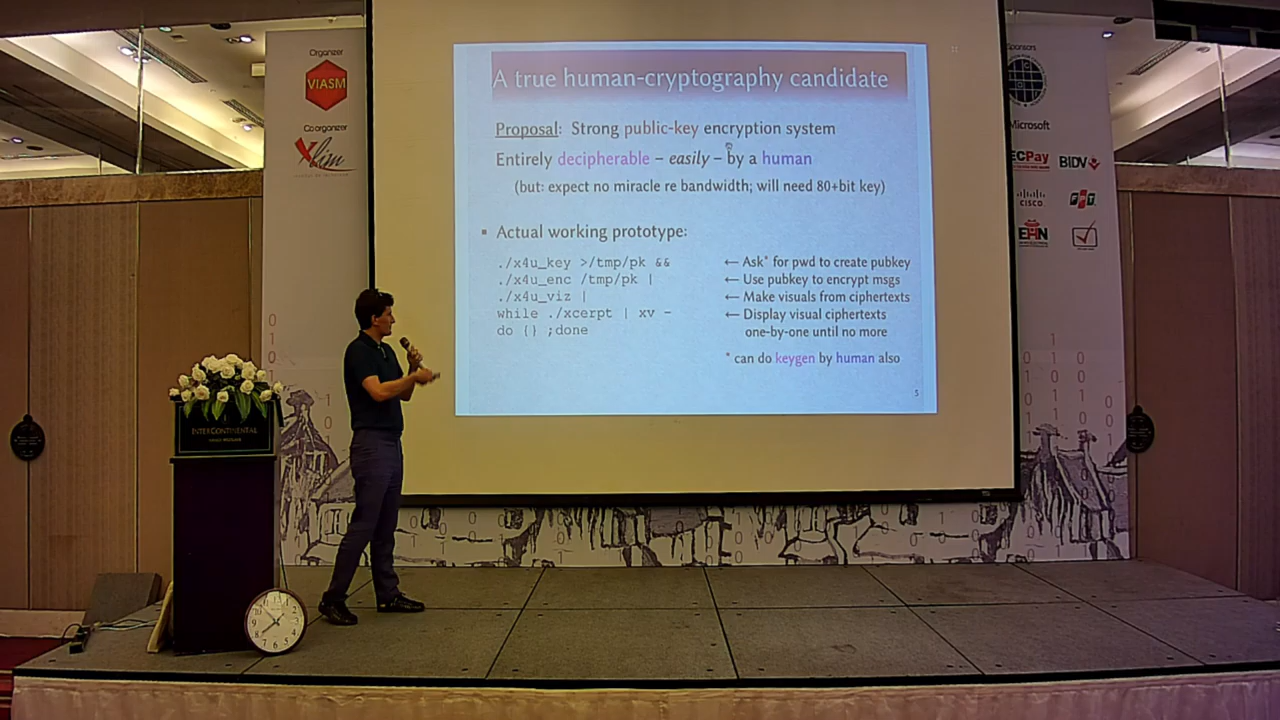 Organizer
VIASM
Co organizer
Xlim
A true human-cryptography candidate
Proposal: Strong public-key encryption system
Entirely decipherable – easily – by a human
(but: expect no miracle re bandwidth; will need 80+bit key)
▪ Actual working prototype:
./x4u_key >/tmp/pk && ← Ask* for pwd to create pubkey
./x4u_enc /tmp/pk | ← Use pubkey to encrypt msgs
./x4u_viz | ← Make visuals from ciphertexts
while ./xcerpt | xv – ← Display visual ciphertexts
do {} ;done one-by-one until no more
* can do keygen by human also
5
Sponsors
Microsoft
ECPay BIDV
CISCO FPT
EHN
INTERCONTINENTAL